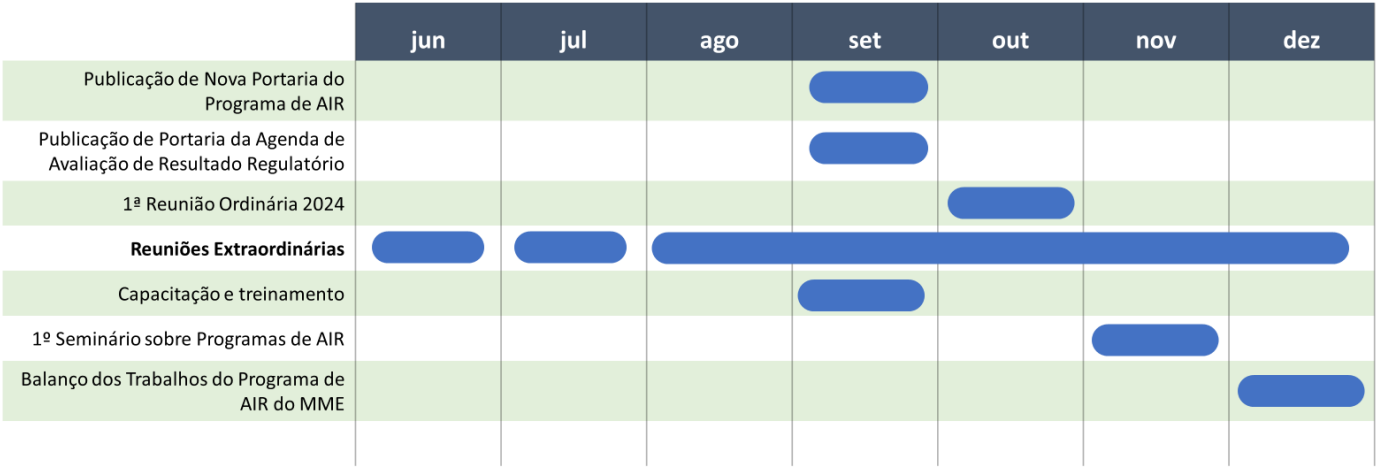 jun jul ago set out nov dez
Publicação de Nova Portaria do
Programa de AIR
Publicação de Portaria da Agenda de
Avaliação de Resultado Regulatório
1ª Reunião Ordinária 2024
Reuniões Extraordinárias
Capacitação e treinamento
1º Seminário sobre Programas de AIR
Balanço dos Trabalhos do Programa de
AIR do MME